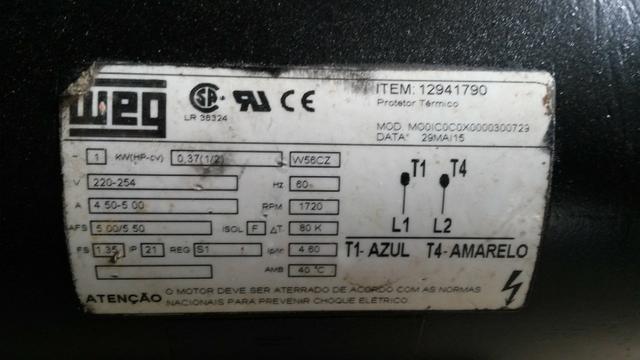 WEG
CSA
LR 38324
CE
ITEM: 12941790
Protetor Térmico
MOD. MO0IC0C0X0000300729
DATA: 29MAI15
~ 1 KW(HP-cv) 0,37(1/2) W56CZ
V 220-254 Hz 60
A 4.50-5.00 RPM 1720
AFS 5.00/5.50 ISOL F ΔT 80 K
FS 1.35 IP 21 REG S1 Ip/In 4.60
AMB 40 °C
T1 T4
L1 L2
T1-AZUL T4-AMARELO
ATENÇÃO O MOTOR DEVE SER ATERRADO DE ACORDO COM AS NORMAS
NACIONAIS PARA PREVENIR CHOQUE ELÉTRICO.